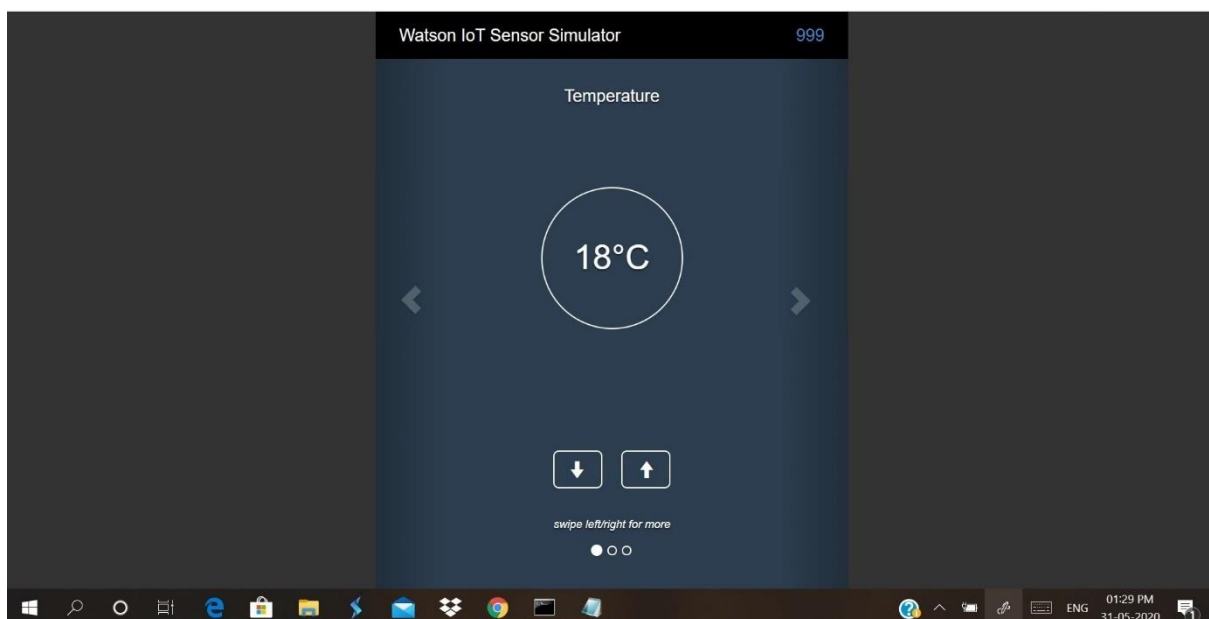 Watson IoT Sensor Simulator 999
Temperature
18°C
swipe left/right for more
ENG 01:29 PM
31-05-2020
1